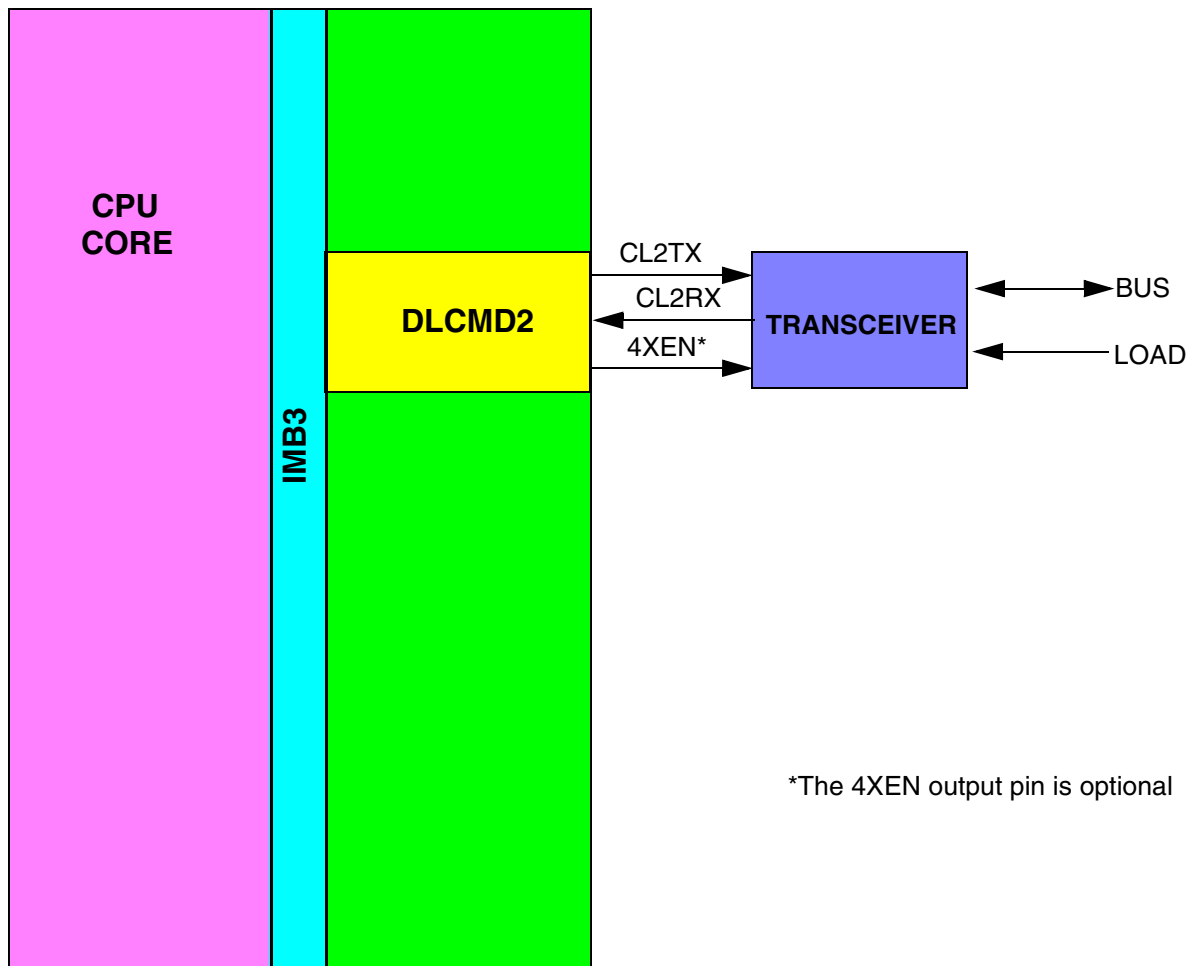 CPU
CORE
IMB3
DLCMD2
CL2TX
CL2RX
4XEN*
TRANSCEIVER
BUS
LOAD
*The 4XEN output pin is optional